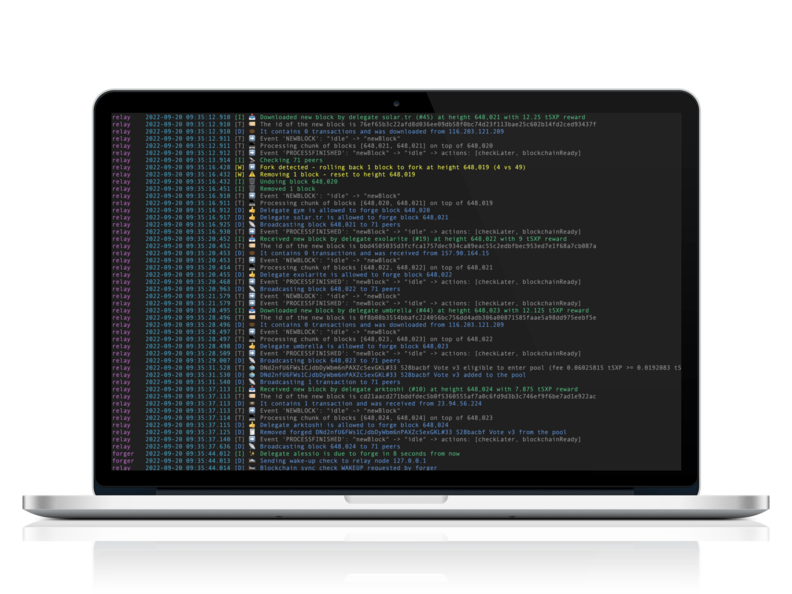 relay 2022-09-20 09:35:12.910 [I] Downloaded new block by delegate solar.tr (#45) at height 648,021 with 12.25 tSXP reward
relay 2022-09-20 09:35:12.910 [T] The id of the new block is
relay 2022-09-20 09:35:12.910 [D] It contains 0 transactions and was downloaded from 116.203.121.209
relay 2022-09-20 09:35:12.911 [T] Event 'NEWBLOCK': "idle" -> "newBlock"
relay 2022-09-20 09:35:12.911 [T] Processing chunk of blocks [648,021, 648,021] on top of 648,020
relay 2022-09-20 09:35:12.922 [T] Event 'PROCESSFINISHED': "newBlock" -> "idle" -> actions: [checkLater, blockchainReady]
relay 2022-09-20 09:35:13.914 [I] Checking 71 peers
relay 2022-09-20 09:35:16.428 [W] Fork detected - rolling back 1 block to fork at height 648,019 (4 vs 49)
relay 2022-09-20 09:35:16.432 [W] Removing 1 block - reset to height 648,019
relay 2022-09-20 09:35:16.432 [I] Undoing block 648,020
relay 2022-09-20 09:35:16.451 [I] Removed 1 block
relay 2022-09-20 09:35:16.910 [T] Event 'NEWBLOCK': "idle" -> "newBlock"
relay 2022-09-20 09:35:16.911 [T] Processing chunk of blocks [648,020, 648,021] on top of 648,019
relay 2022-09-20 09:35:16.912 [D] Delegate gym is allowed to forge block 648,020
relay 2022-09-20 09:35:16.917 [D] Delegate solar.tr is allowed to forge block 648,021
relay 2022-09-20 09:35:16.925 [D] Broadcasting block 648,021 to 71 peers
relay 2022-09-20 09:35:16.930 [T] Event 'PROCESSFINISHED': "newBlock" -> "idle" -> actions: [checkLater, blockchainReady]
relay 2022-09-20 09:35:20.452 [I] Received new block by delegate exolarite (#19) at height 648,022 with 9 tSXP reward
relay 2022-09-20 09:35:20.452 [T] The id of the new block is
relay 2022-09-20 09:35:20.453 [D] It contains 0 transactions and was received from 157.90.164.15
relay 2022-09-20 09:35:20.453 [T] Event 'NEWBLOCK': "idle" -> "newBlock"
relay 2022-09-20 09:35:20.454 [T] Processing chunk of blocks [648,022, 648,022] on top of 648,021
relay 2022-09-20 09:35:20.455 [D] Delegate exolarite is allowed to forge block 648,022
relay 2022-09-20 09:35:20.468 [T] Event 'PROCESSFINISHED': "newBlock" -> "idle" -> actions: [checkLater, blockchainReady]
relay 2022-09-20 09:35:20.963 [D] Broadcasting block 648,022 to 71 peers
relay 2022-09-20 09:35:21.579 [T] Event 'NEWBLOCK': "idle" -> "newBlock"
relay 2022-09-20 09:35:21.579 [T] Event 'PROCESSFINISHED': "newBlock" -> "idle" -> actions: [checkLater, blockchainReady]
relay 2022-09-20 09:35:28.495 [I] Downloaded new block by delegate umbrella (#44) at height 648,023 with 12.125 tSXP reward
relay 2022-09-20 09:35:28.496 [T] The id of the new block is
relay 2022-09-20 09:35:28.496 [D] It contains 0 transactions and was downloaded from 116.203.121.209
relay 2022-09-20 09:35:28.497 [T] Event 'NEWBLOCK': "idle" -> "newBlock"
relay 2022-09-20 09:35:28.497 [T] Processing chunk of blocks [648,023, 648,023] on top of 648,022
relay 2022-09-20 09:35:28.498 [D] Delegate umbrella is allowed to forge block 648,023
relay 2022-09-20 09:35:28.509 [T] Event 'PROCESSFINISHED': "newBlock" -> "idle" -> actions: [checkLater, blockchainReady]
relay 2022-09-20 09:35:29.007 [D] Broadcasting block 648,023 to 71 peers
relay 2022-09-20 09:35:31.528 [T] 528bacbf Vote v3 eligible to enter pool (fee 0.06025815 tSXP >= 0.0192083 t
relay 2022-09-20 09:35:31.530 [D] 528bacbf Vote v3 added to the pool
relay 2022-09-20 09:35:31.540 [D] Broadcasting 1 transaction to 71 peers
relay 2022-09-20 09:35:37.113 [I] Received new block by delegate arktoshi (#10) at height 648,024 with 7.875 tSXP reward
relay 2022-09-20 09:35:37.113 [T] The id of the new block is
relay 2022-09-20 09:35:37.113 [D] It contains 1 transaction and was received from 23.94.56.224
relay 2022-09-20 09:35:37.113 [T] Event 'NEWBLOCK': "idle" -> "newBlock"
relay 2022-09-20 09:35:37.114 [T] Processing chunk of blocks [648,024, 648,024] on top of 648,023
relay 2022-09-20 09:35:37.115 [D] Delegate arktoshi is allowed to forge block 648,024
relay 2022-09-20 09:35:37.125 [D] Removed forged 528bacbf Vote v3 from the pool
relay 2022-09-20 09:35:37.140 [T] Event 'PROCESSFINISHED': "newBlock" -> "idle" -> actions: [checkLater, blockchainReady]
relay 2022-09-20 09:35:37.636 [D] Broadcasting block 648,024 to 71 peers
forger 2022-09-20 09:35:44.012 [I] Delegate alessio is due to forge in 8 seconds from now
forger 2022-09-20 09:35:44.013 [D] Sending wake-up check to relay node 127.0.0.1
relay 2022-09-20 09:35:44.014 [D] Blockchain sync check WAKEUP requested by forger